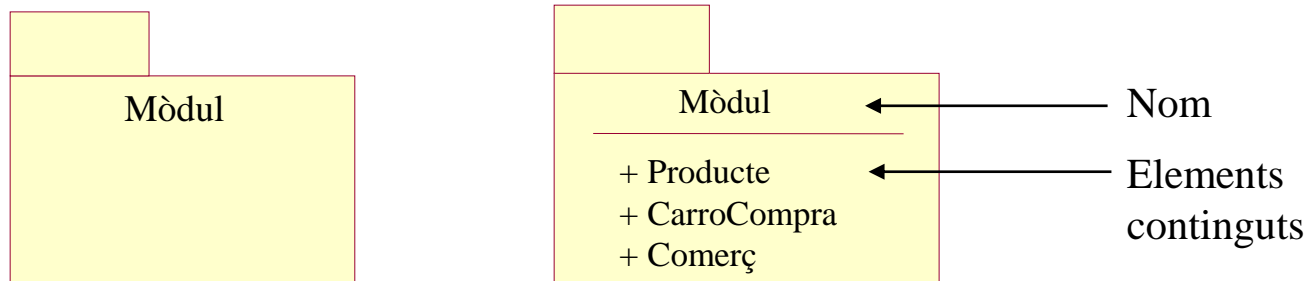 Mòdul
Mòdul
Nom
+ Producte
+ CarroCompra
+ Comerç
Elements
continguts